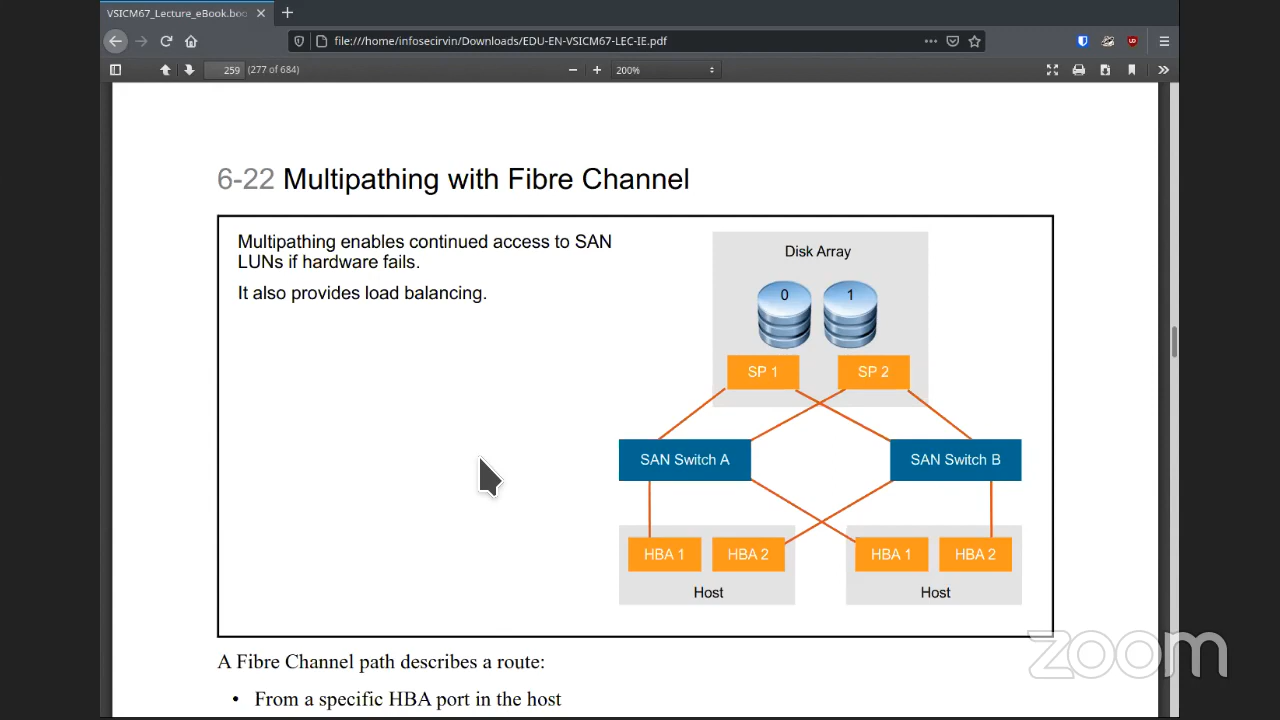 VSICM67_Lecture_eBook.boo
file:///home/infosecirvin/Downloads/EDU-EN-VSICM67-LEC-IE.pdf
259 (277 of 684)
200%
6-22 Multipathing with Fibre Channel
Multipathing enables continued access to SAN
LUNs if hardware fails.
It also provides load balancing.
Disk Array
0 1
SP 1 SP 2
SAN Switch A SAN Switch B
HBA 1 HBA 2 HBA 1 HBA 2
Host Host
A Fibre Channel path describes a route:
• From a specific HBA port in the host
zoom